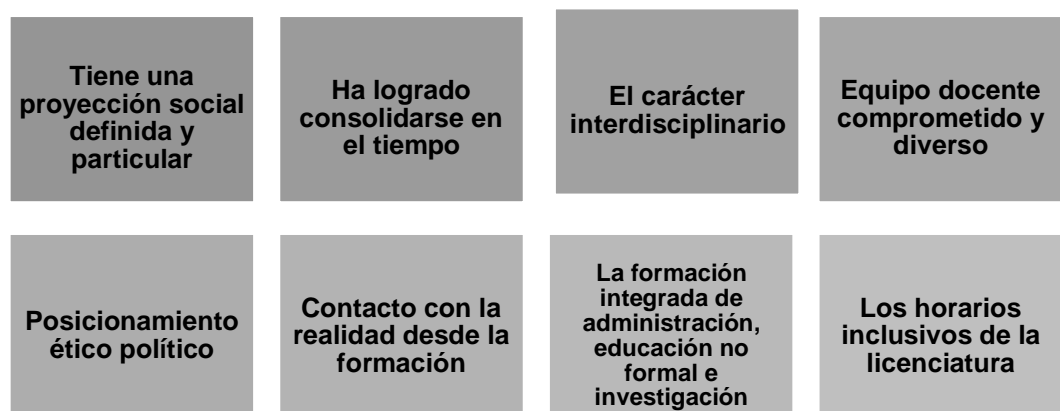 Tiene una
proyección social
definida y
particular
Ha logrado
consolidarse en
el tiempo
El carácter
interdisciplinario
Equipo docente
comprometido y
diverso
Posicionamiento
ético político
Contacto con la
realidad desde la
formación
La formación
integrada de
administración,
educación no
formal e
investigación
Los horarios
inclusivos de la
licenciatura